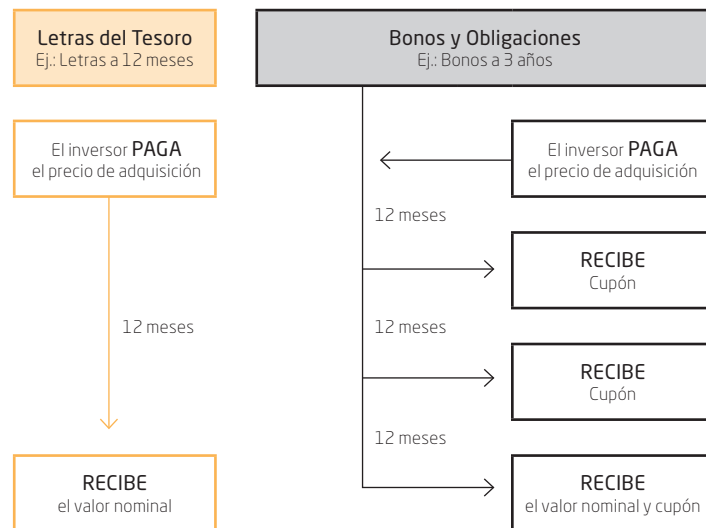 Letras del Tesoro
Ej.: Letras a 12 meses
El inversor PAGA
el precio de adquisición
12 meses
RECIBE
el valor nominal
Bonos y Obligaciones
Ej.: Bonos a 3 años
El inversor PAGA
el precio de adquisición
12 meses
RECIBE
Cupón
12 meses
RECIBE
Cupón
12 meses
RECIBE
el valor nominal y cupón